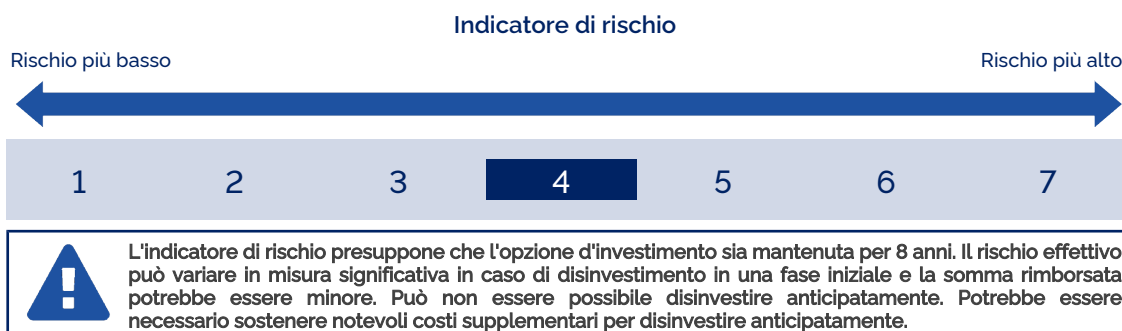 Indicatore di rischio
Rischio più basso Rischio più alto
1 2 3 4 5 6 7
L'indicatore di rischio presuppone che l'opzione d'investimento sia mantenuta per 8 anni. Il rischio effettivo
può variare in misura significativa in caso di disinvestimento in una fase iniziale e la somma rimborsata
potrebbe essere minore. Può non essere possibile disinvestire anticipatamente. Potrebbe essere
necessario sostenere notevoli costi supplementari per disinvestire anticipatamente.